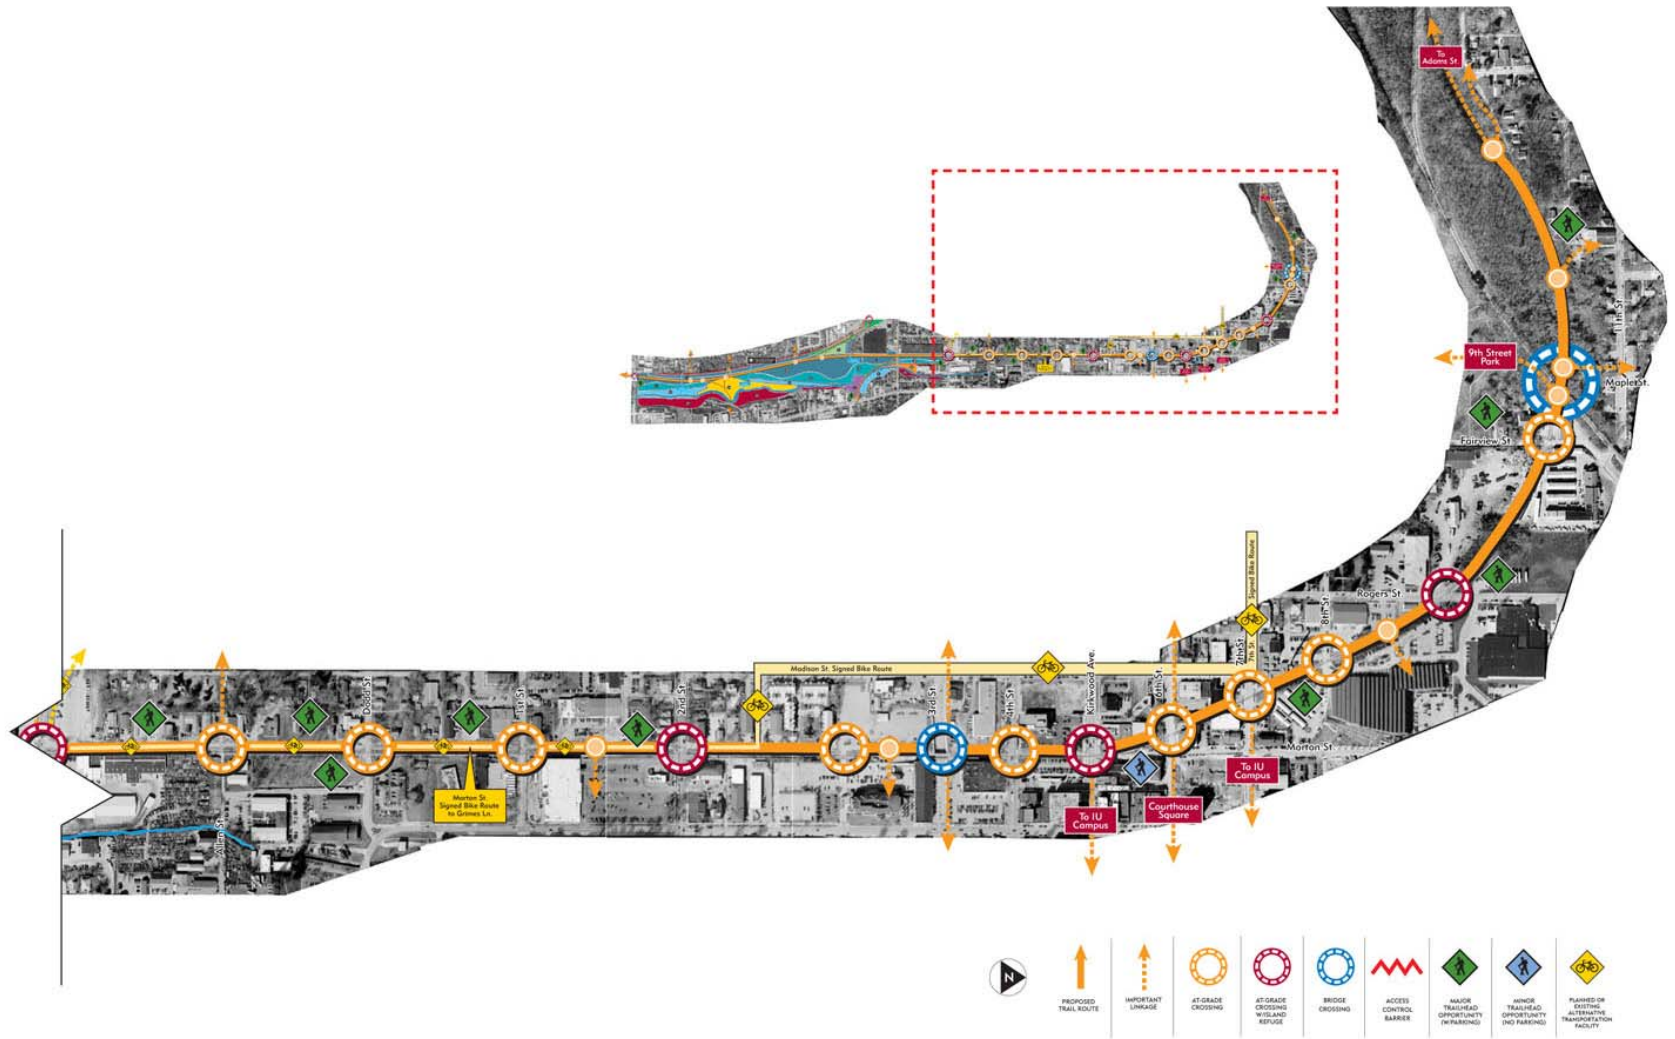 To
Adams St.
11th St
9th Street
Park
Maple St.
Fairview St
Signed Bike Route
7th St.
Rogers St.
8th St.
7th St
Madison St. Signed Bike Route
Kirkwood Ave.
6th St.
Dodd St
1st St
2nd St
3rd St
4th St
Morton St.
To IU
Campus
Morton St.
Signed Bike Route
to Grimes Ln.
Courthouse
Square
To IU
Campus
Allen St
N
PROPOSED
TRAIL ROUTE
IMPORTANT
LINKAGE
AT-GRADE
CROSSING
AT-GRADE
CROSSING
W/ISLAND
REFUGE
BRIDGE
CROSSING
ACCESS
CONTROL
BARRIER
MAJOR
TRAILHEAD
OPPORTUNITY
(W/PARKING)
MINOR
TRAILHEAD
OPPORTUNITY
(NO PARKING)
PLANNED OR
EXISTING
ALTERNATIVE
TRANSPORTATION
FACILITY